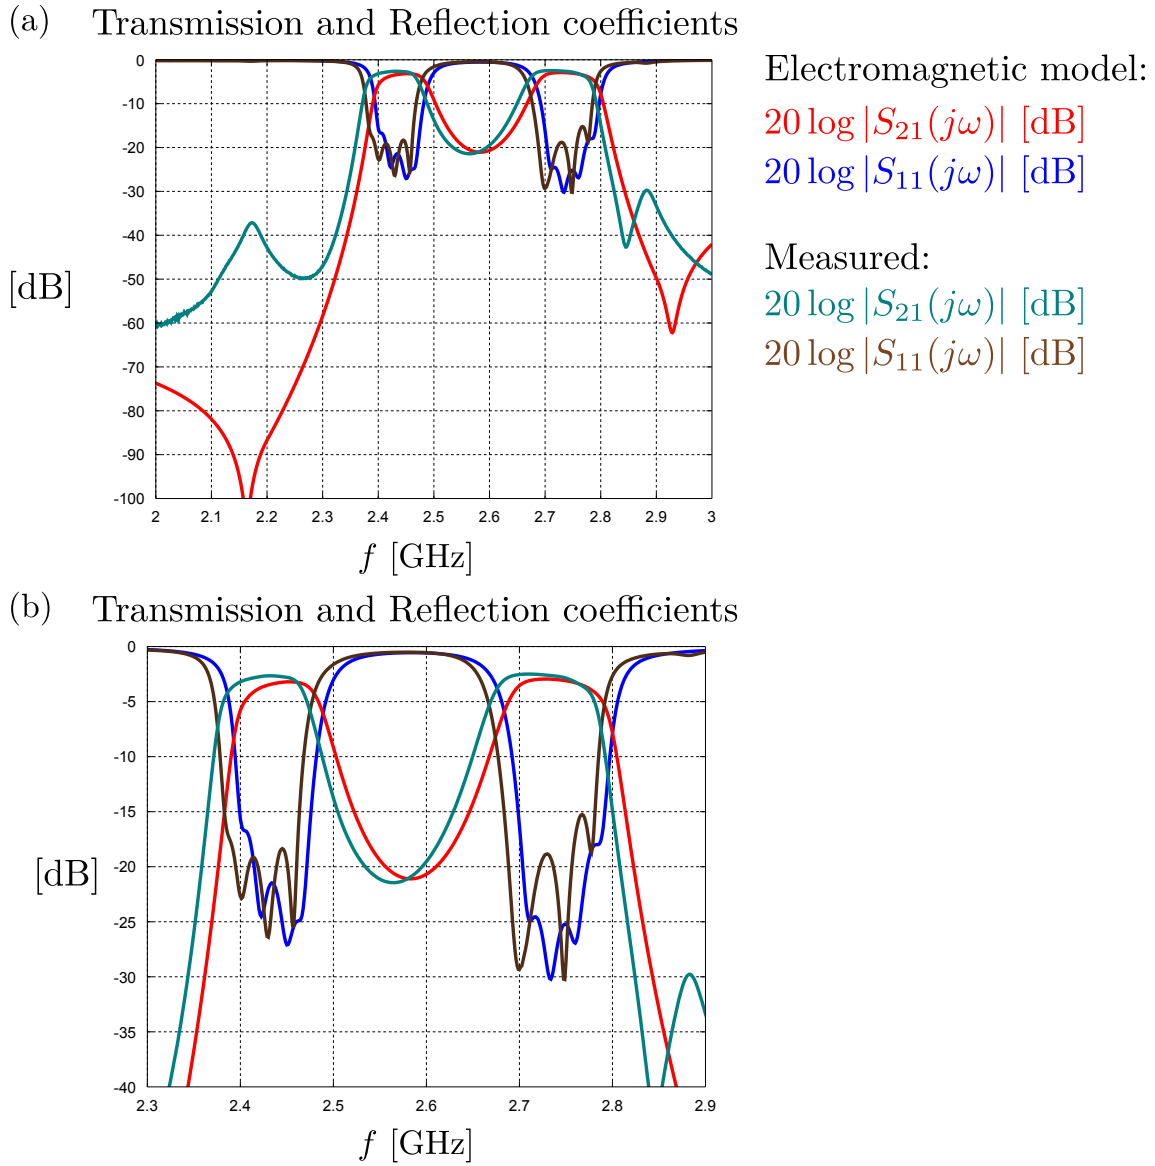 (a) Transmission and Reflection coefficients
0
-10
-20
-30
-40
-50
-60
-70
-80
-90
-100
[dB]
2 2.1 2.2 2.3 2.4 2.5 2.6 2.7 2.8 2.9 3
f [GHz]
Electromagnetic model:
20 log |S₂₁(jω)| [dB]
20 log |S₁₁(jω)| [dB]
Measured:
20 log |S₂₁(jω)| [dB]
20 log |S₁₁(jω)| [dB]
(b) Transmission and Reflection coefficients
0
-5
-10
-15
-20
-25
-30
-35
-40
[dB]
2.3 2.4 2.5 2.6 2.7 2.8 2.9
f [GHz]